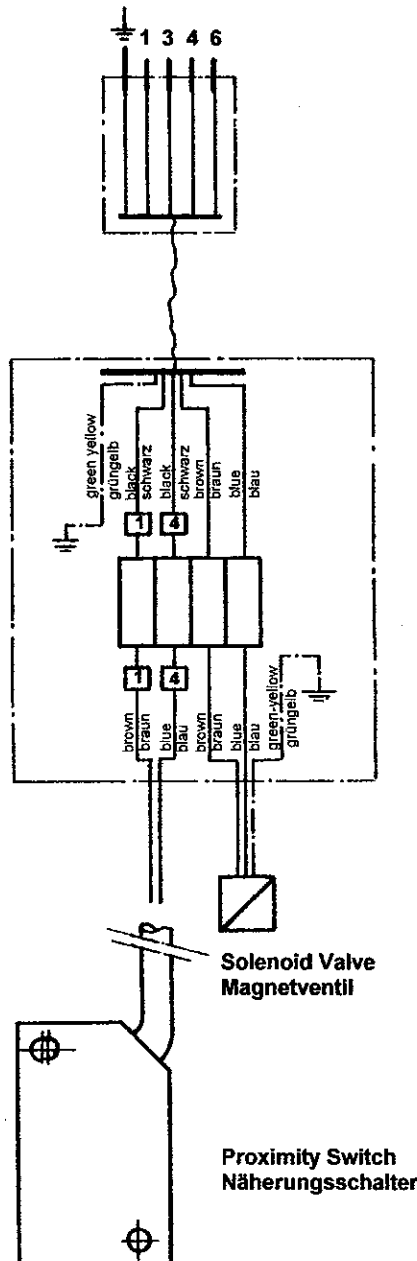 1 3 4 6
green yellow
grüngelb
black
schwarz
black
schwarz
brown
braun
blue
blau
1 4
1 4
brown
braun
blue
blau
brown
braun
blue
blau
green-yellow
grüngelb
Solenoid Valve
Magnetventil
Proximity Switch
Näherungsschalter